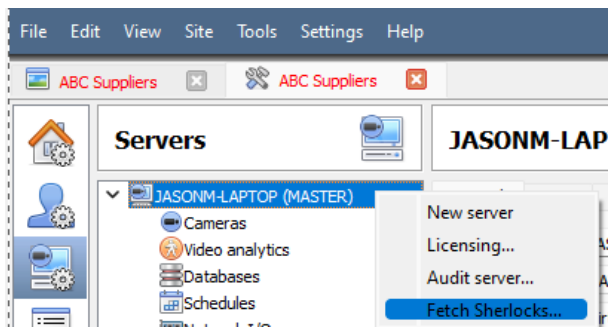 File Edit View Site Tools Settings Help
ABC Suppliers ABC Suppliers
Servers JASONM-LAP
JASONM-LAPTOP (MASTER)
New server
Cameras
Licensing...
Video analytics
Audit server...
Databases
Fetch Sherlocks...
Schedules